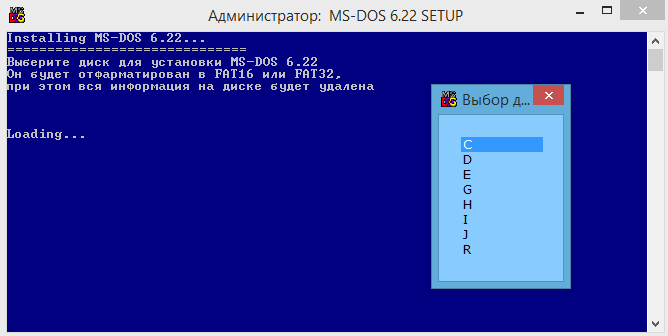 Администратор: MS-DOS 6.22 SETUP
Installing MS-DOS 6.22...
==============================
Выберите диск для установки MS-DOS 6.22
Он будет отфарматирован в FAT16 или FAT32,
при этом вся информация на диске будет удалена
Loading...
Выбор д...
C
D
E
G
H
I
J
R